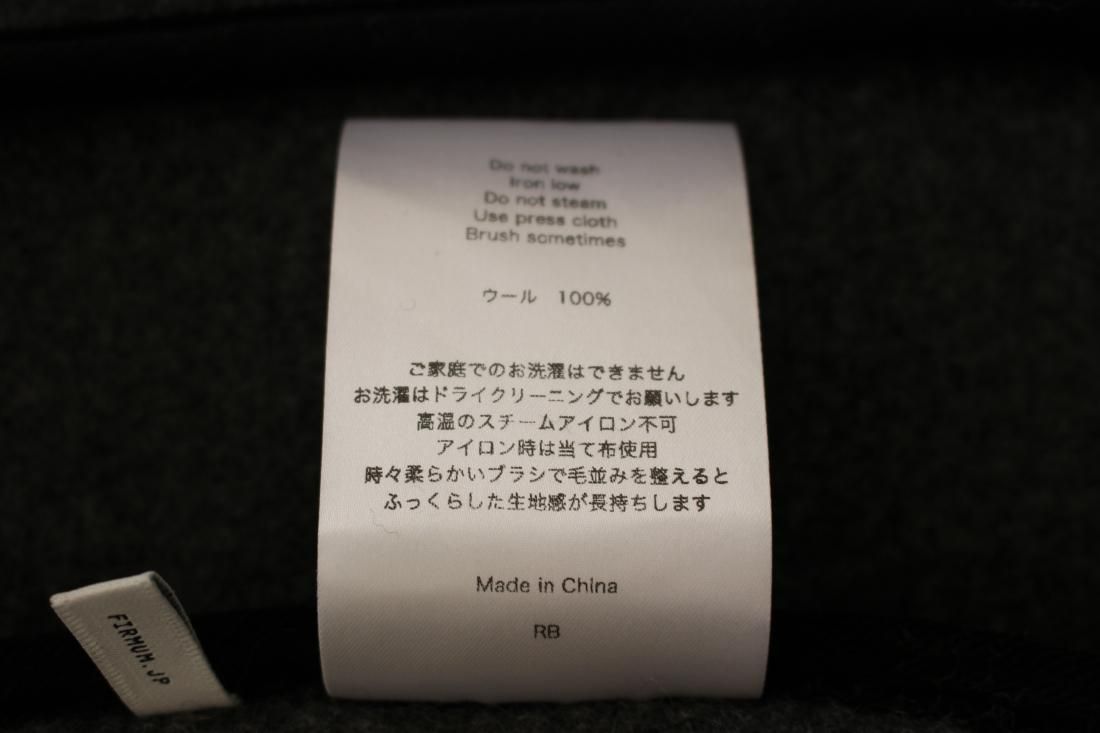 Do not wash
Iron low
Do not steam
Use press cloth
Brush sometimes
ウール 100%
ご家庭でのお洗濯はできません
お洗濯はドライクリーニングでお願いします
高温のスチームアイロン不可
アイロン時は当て布使用
時々柔らかいブラシで毛並みを整えると
ふっくらした生地感が長持ちします
Made in China
RB
FIRMUM.JP